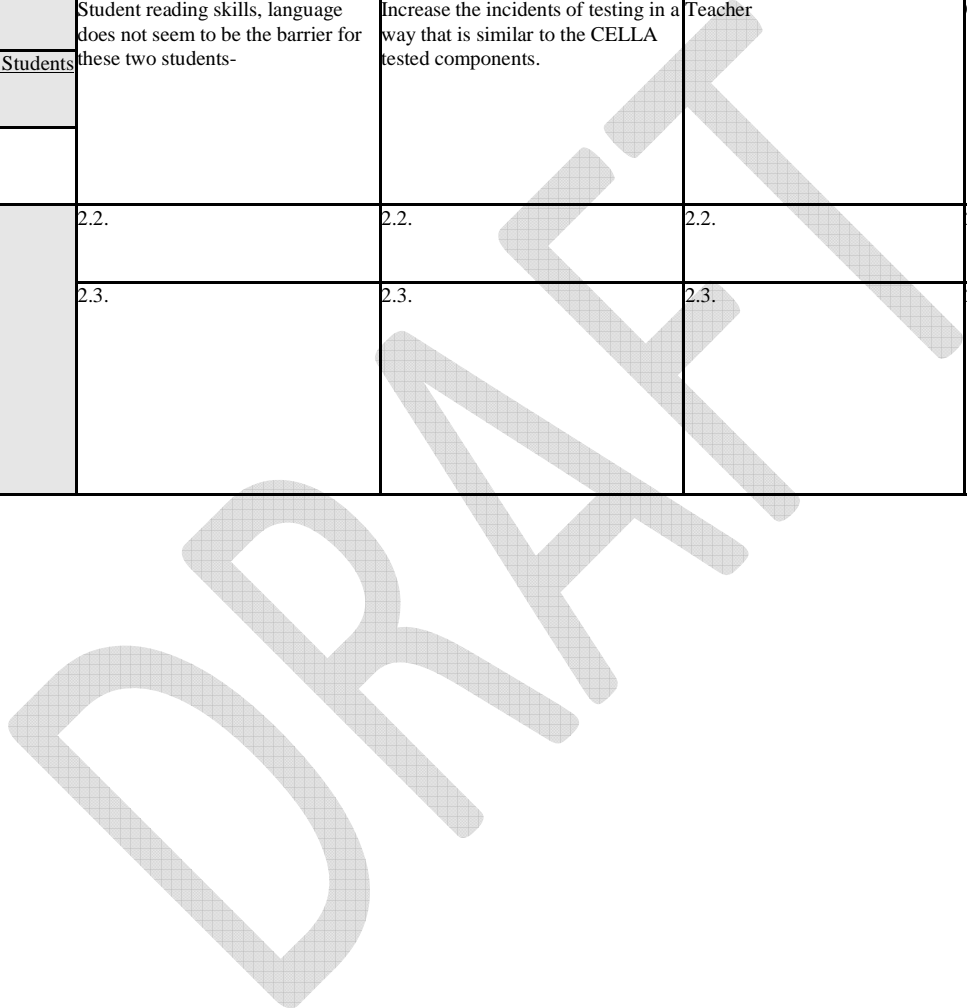 Students
Student reading skills, language
does not seem to be the barrier for
these two students-
Increase the incidents of testing in a
way that is similar to the CELLA
tested components.
Teacher
2.2.
2.2.
2.2.
2.3.
2.3.
2.3.
DRAFT